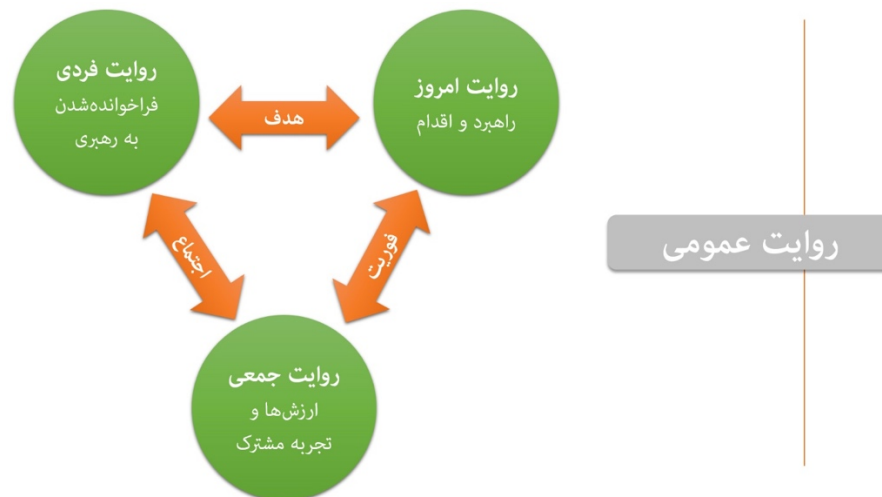 روایت عمومی
روایت امروز
راهبرد و اقدام
هدف
روایت فردی
فراخوانده‌شدن
به رهبری
فوریت
اجتماع
روایت جمعی
ارزش‌ها و
تجربه مشترک